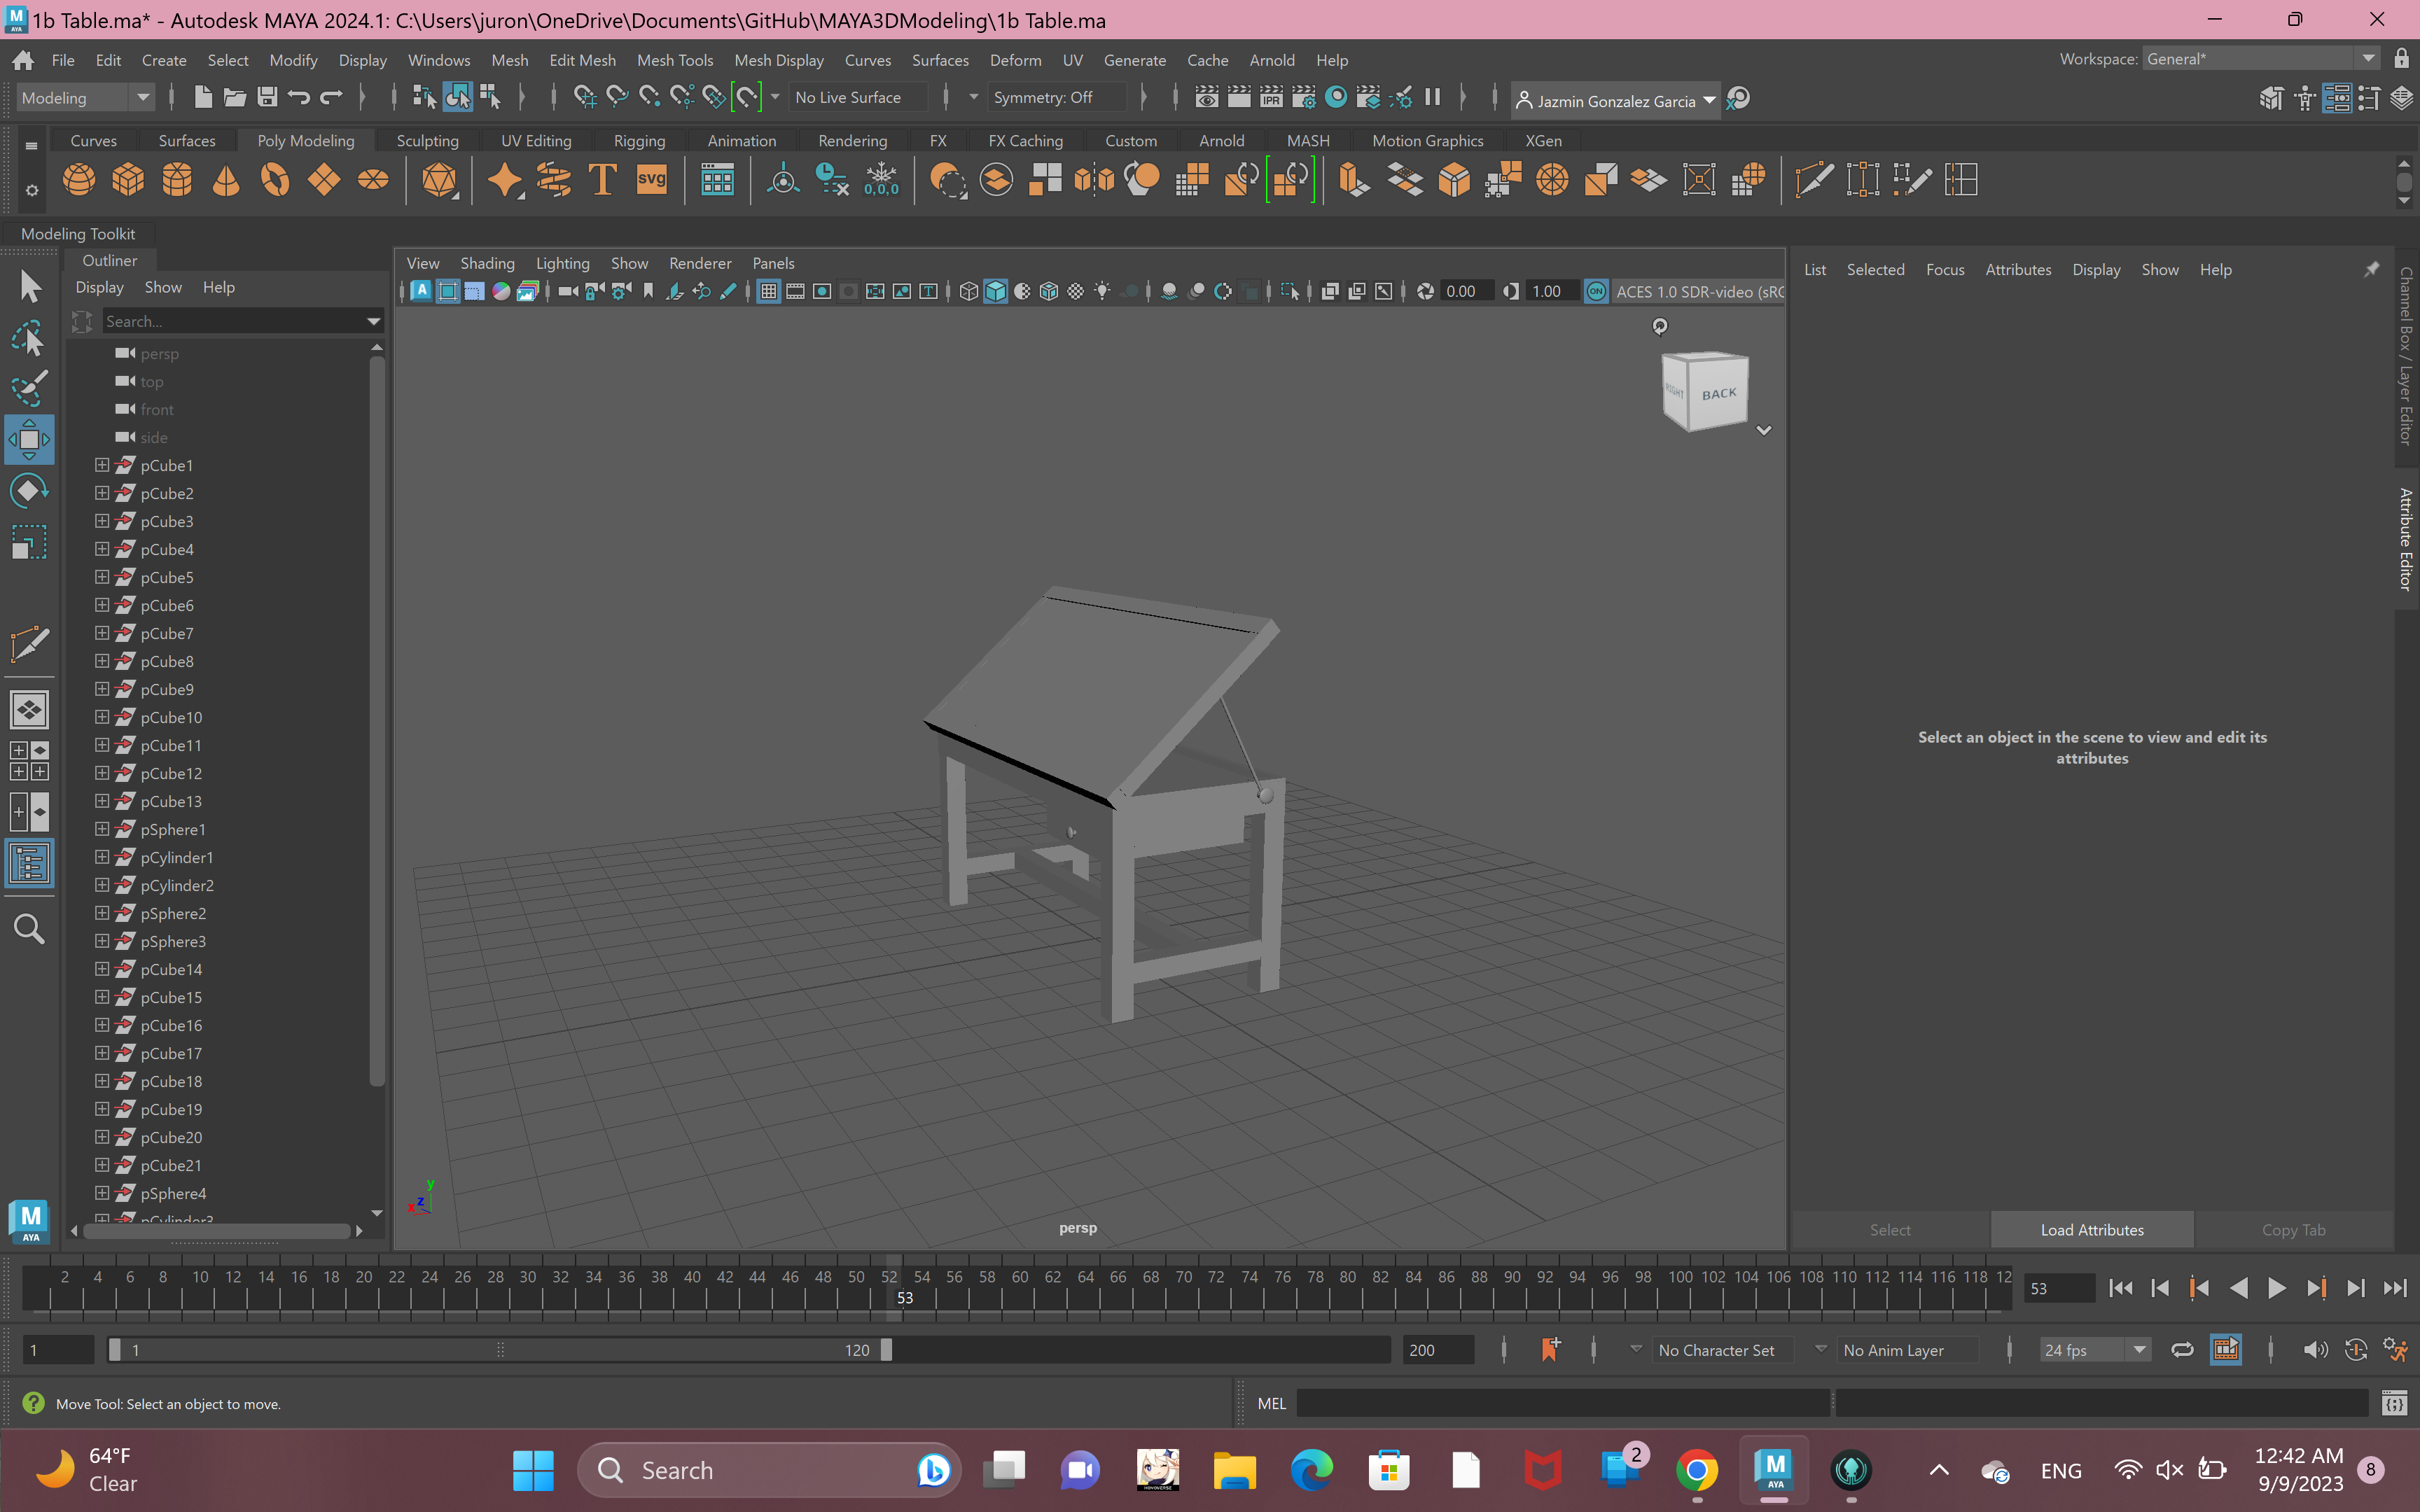 1b Table.ma* - Autodesk MAYA 2024.1: C:\Users\juron\OneDrive\Documents\GitHub\MAYA3DModeling\1b Table.ma
File Edit Create Select Modify Display Windows Mesh Edit Mesh Mesh Tools Mesh Display Curves Surfaces Deform UV Generate Cache Arnold Help
Workspace: General*
Modeling
No Live Surface
Symmetry: Off
IPR
Jazmin Gonzalez Garcia
Curves Surfaces Poly Modeling Sculpting UV Editing Rigging Animation Rendering FX FX Caching Custom Arnold MASH Motion Graphics XGen
T
svg
0,0,0
Modeling Toolkit
Outliner
Display Show Help
Search...
persp
top
front
side
pCube1
pCube2
pCube3
pCube4
pCube5
pCube6
pCube7
pCube8
pCube9
pCube10
pCube11
pCube12
pCube13
pSphere1
pCylinder1
pCylinder2
pSphere2
pSphere3
pCube14
pCube15
pCube16
pCube17
pCube18
pCube19
pCube20
pCube21
pSphere4
pCylinder3
View Shading Lighting Show Renderer Panels
0.00
1.00
ON
ACES 1.0 SDR-video (sRG
RIGHT
BACK
y
z
x
persp
List Selected Focus Attributes Display Show Help
Select an object in the scene to view and edit its
attributes
Select
Load Attributes
Copy Tab
Channel Box / Layer Editor
Attribute Editor
M
AYA
2 4 6 8 10 12 14 16 18 20 22 24 26 28 30 32 34 36 38 40 42 44 46 48 50 52 54 56 58 60 62 64 66 68 70 72 74 76 78 80 82 84 86 88 90 92 94 96 98 100 102 104 106 108 110 112 114 116 118 12
53
53
1
1
120
200
No Character Set
No Anim Layer
24 fps
Move Tool: Select an object to move.
MEL
64°F
Clear
Search
2
M
AYA
ENG
12:42 AM
9/9/2023
8